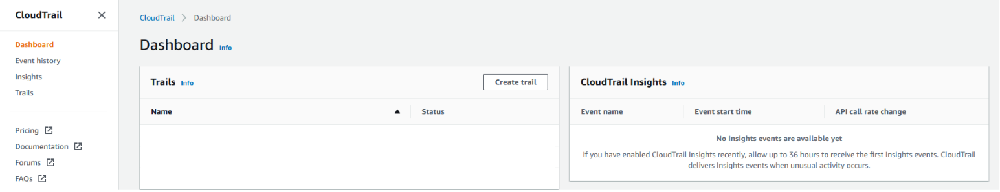 CloudTrail
Dashboard
Event history
Insights
Trails
Pricing
Documentation
Forums
FAQs
CloudTrail > Dashboard
Dashboard Info
Trails Info Create trail
Name Status
CloudTrail Insights Info
Event name Event start time API call rate change
No Insights events are available yet
If you have enabled CloudTrail Insights recently, allow up to 36 hours to receive the first Insights events. CloudTrail
delivers Insights events when unusual activity occurs.